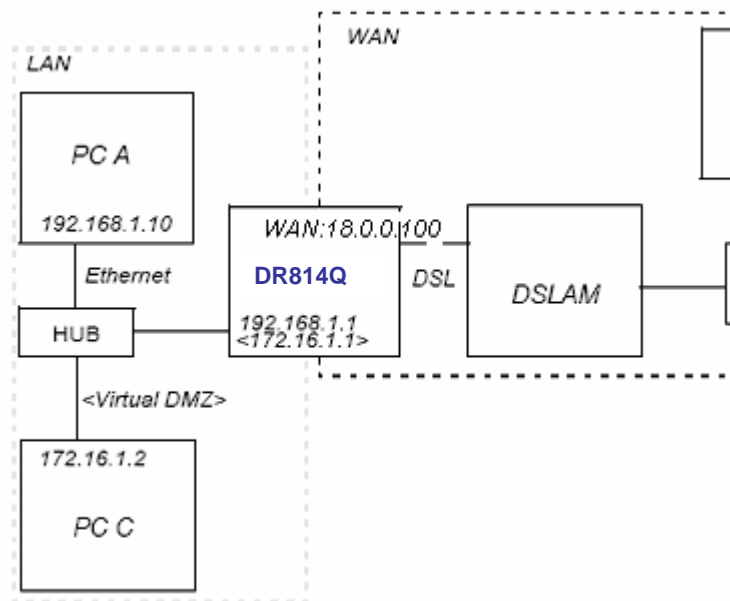 WAN
LAN
PC A
192.168.1.10
WAN:18.0.0.100
Ethernet
DR814Q
DSL
DSLAM
HUB
192.168.1.1
<172.16.1.1>
<Virtual DMZ>
172.16.1.2
PC C